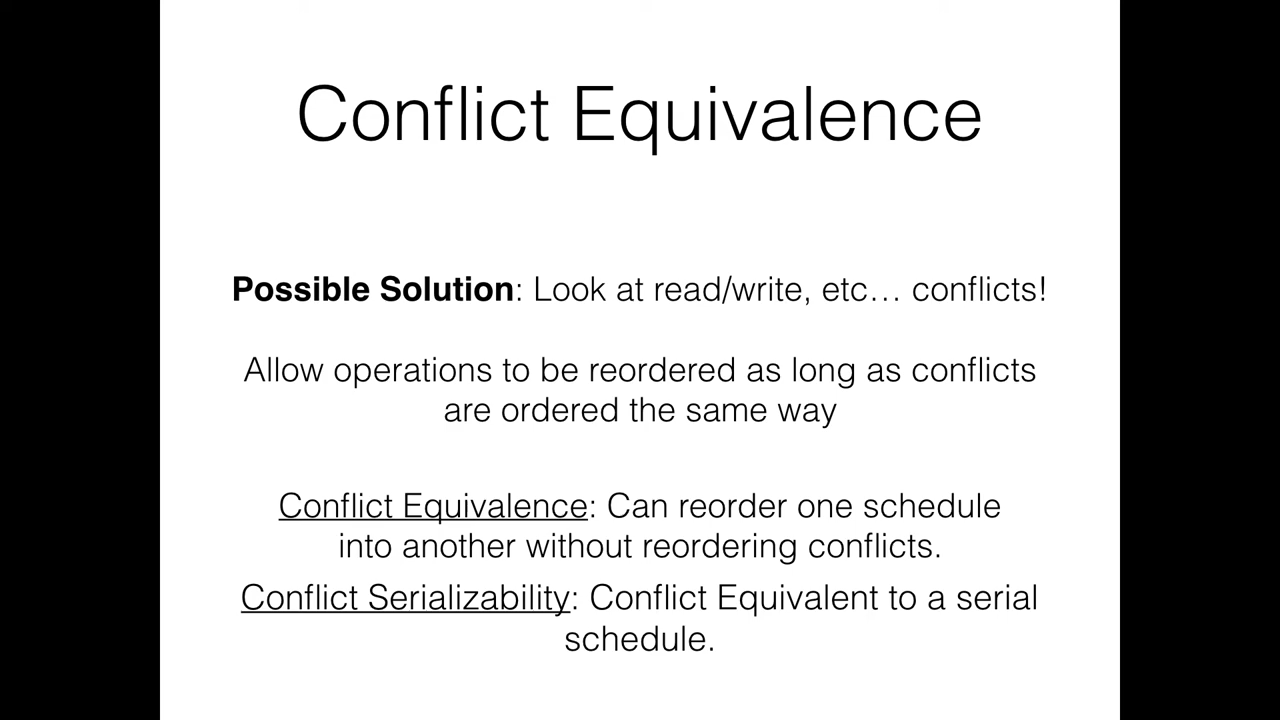 Conflict Equivalence
Possible Solution: Look at read/write, etc… conflicts!
Allow operations to be reordered as long as conflicts
are ordered the same way
Conflict Equivalence: Can reorder one schedule
into another without reordering conflicts.
Conflict Serializability: Conflict Equivalent to a serial
schedule.